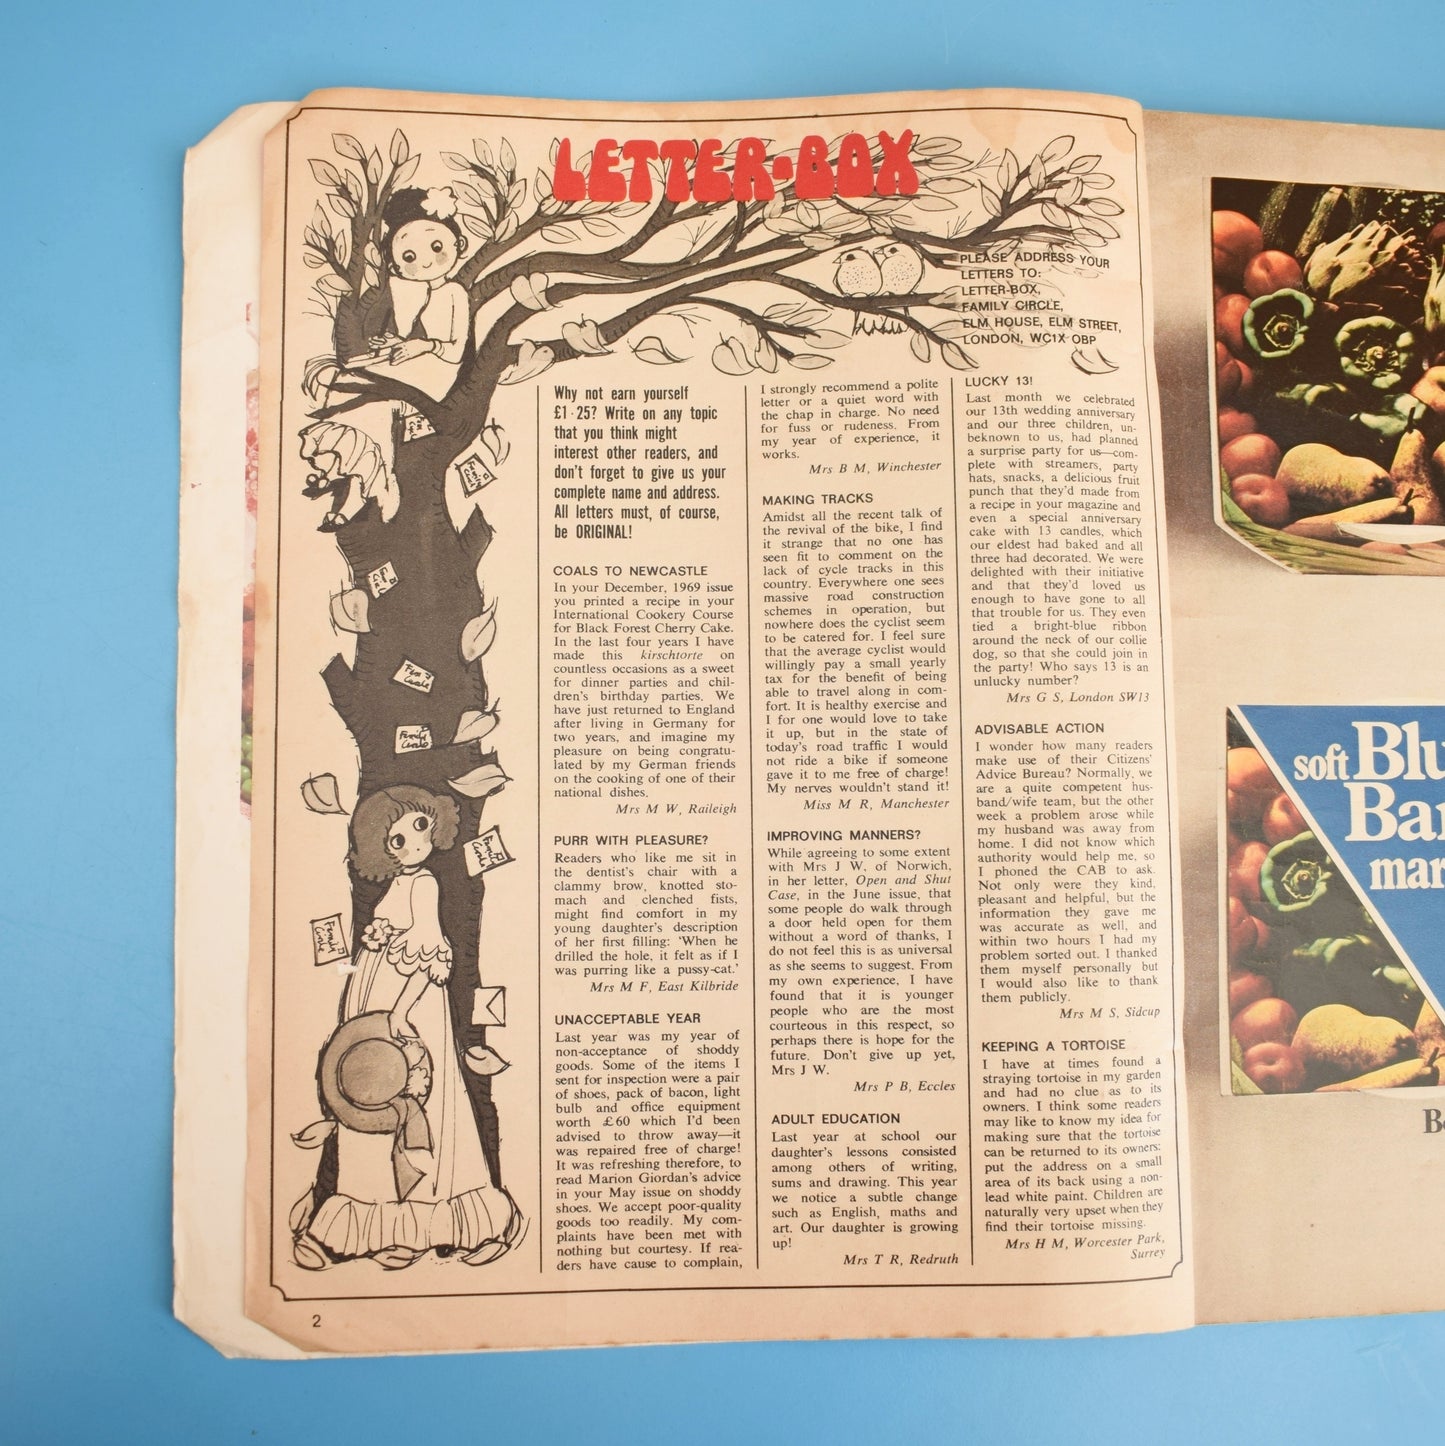 LETTER-BOX
PLEASE ADDRESS YOUR
LETTERS TO:
LETTER-BOX,
FAMILY CIRCLE,
ELM HOUSE, ELM STREET,
LONDON, WC1X OBP
Why not earn yourself
£1·25? Write on any topic
that you think might
interest other readers, and
don't forget to give us your
complete name and address.
All letters must, of course,
be ORIGINAL!
COALS TO NEWCASTLE
In your December, 1969 issue
you printed a recipe in your
International Cookery Course
for Black Forest Cherry Cake.
In the last four years I have
made this kirschtorte on
countless occasions as a sweet
for dinner parties and chil-
dren's birthday parties. We
have just returned to England
after living in Germany for
two years, and imagine my
pleasure on being congratu-
lated by my German friends
on the cooking of one of their
national dishes.
Mrs M W, Raileigh
PURR WITH PLEASURE?
Readers who like me sit in
the dentist's chair with a
clammy brow, knotted sto-
mach and clenched fists,
might find comfort in my
young daughter's description
of her first filling: 'When he
drilled the hole, it felt as if I
was purring like a pussy-cat.'
Mrs M F, East Kilbride
UNACCEPTABLE YEAR
Last year was my year of
non-acceptance of shoddy
goods. Some of the items I
sent for inspection were a pair
of shoes, pack of bacon, light
bulb and office equipment
worth £60 which I'd been
advised to throw away—it
was repaired free of charge!
It was refreshing therefore, to
read Marion Giordan's advice
in your May issue on shoddy
shoes. We accept poor-quality
goods too readily. My com-
plaints have been met with
nothing but courtesy. If rea-
ders have cause to complain,
I strongly recommend a polite
letter or a quiet word with
the chap in charge. No need
for fuss or rudeness. From
my year of experience, it
works.
Mrs B M, Winchester
MAKING TRACKS
Amidst all the recent talk of
the revival of the bike, I find
it strange that no one has
seen fit to comment on the
lack of cycle tracks in this
country. Everywhere one sees
massive road construction
schemes in operation, but
nowhere does the cyclist seem
to be catered for. I feel sure
that the average cyclist would
willingly pay a small yearly
tax for the benefit of being
able to travel along in com-
fort. It is healthy exercise and
I for one would love to take
it up, but in the state of
today's road traffic I would
not ride a bike if someone
gave it to me free of charge!
My nerves wouldn't stand it!
Miss M R, Manchester
IMPROVING MANNERS?
While agreeing to some extent
with Mrs J W, of Norwich,
in her letter, Open and Shut
Case, in the June issue, that
some people do walk through
a door held open for them
without a word of thanks, I
do not feel this is as universal
as she seems to suggest. From
my own experience, I have
found that it is younger
people who are the most
courteous in this respect, so
perhaps there is hope for the
future. Don't give up yet,
Mrs J W.
Mrs P B, Eccles
ADULT EDUCATION
Last year at school our
daughter's lessons consisted
among others of writing,
sums and drawing. This year
we notice a subtle change
such as English, maths and
art. Our daughter is growing
up!
Mrs T R, Redruth
LUCKY 13!
Last month we celebrated
our 13th wedding anniversary
and our three children, un-
beknown to us, had planned
a surprise party for us—com-
plete with streamers, party
hats, snacks, a delicious fruit
punch that they'd made from
a recipe in your magazine and
even a special anniversary
cake with 13 candles, which
our eldest had baked and all
three had decorated. We were
delighted with their initiative
and that they'd loved us
enough to have gone to all
that trouble for us. They even
tied a bright-blue ribbon
around the neck of our collie
dog, so that she could join in
the party! Who says 13 is an
unlucky number?
Mrs G S, London SW13
ADVISABLE ACTION
I wonder how many readers
make use of their Citizens'
Advice Bureau? Normally, we
are a quite competent hus-
band/wife team, but the other
week a problem arose while
my husband was away from
home. I did not know which
authority would help me, so
I phoned the CAB to ask.
Not only were they kind,
pleasant and helpful, but the
information they gave me
was accurate as well, and
within two hours I had my
problem sorted out. I thanked
them myself personally but
I would also like to thank
them publicly.
Mrs M S, Sidcup
KEEPING A TORTOISE
I have at times found a
straying tortoise in my garden
and had no clue as to its
owners. I think some readers
may like to know my idea for
making sure that the tortoise
can be returned to its owners:
put the address on a small
area of its back using a non-
lead white paint. Children are
naturally very upset when they
find their tortoise missing.
Mrs H M, Worcester Park,
Surrey
Family
Circle
Family
Circle
Family
Circle
2
soft Blu
Ba
mar